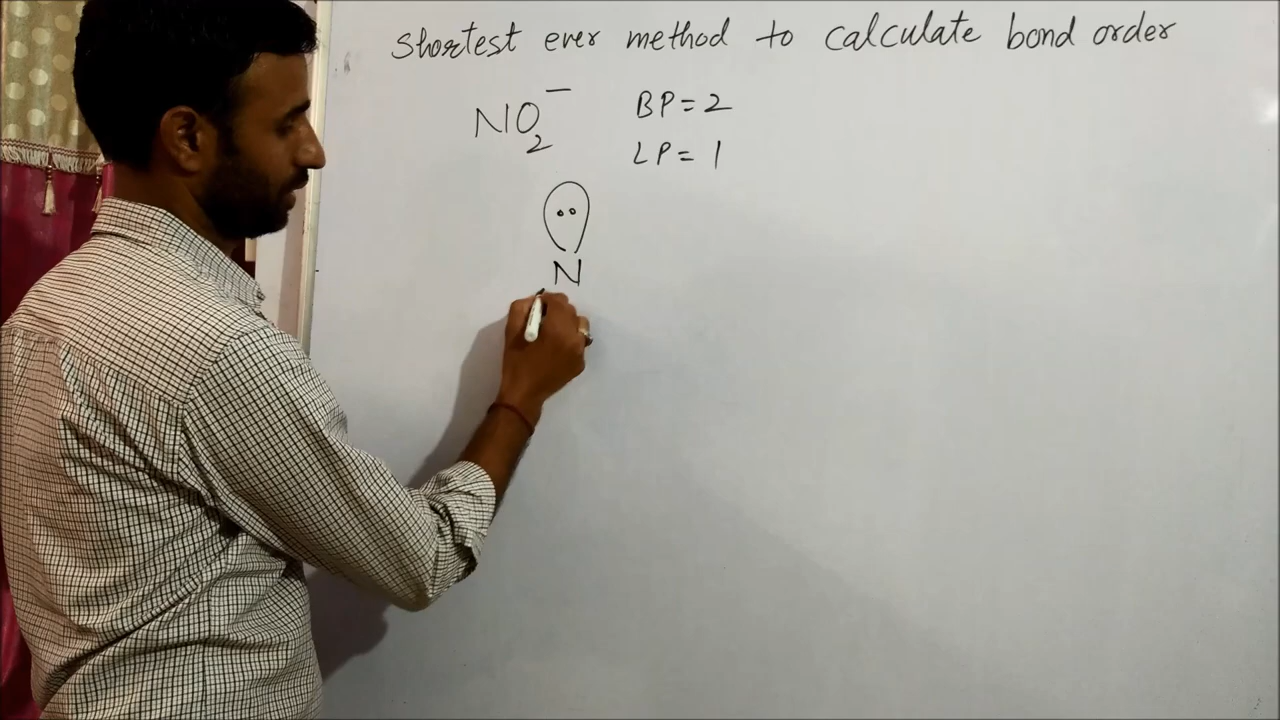 Shortest ever method to calculate bond order
NO₂⁻
BP = 2
LP = 1
N